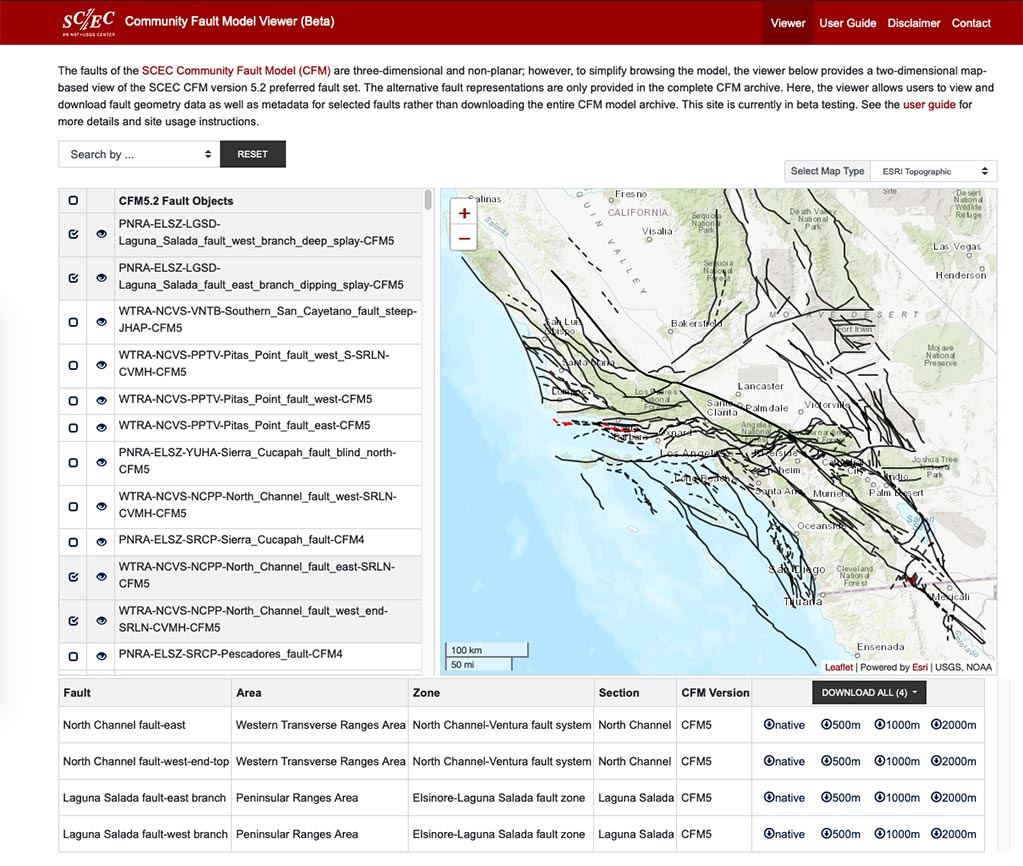 SC/EC
AN NSF+USGS CENTER
Community Fault Model Viewer (Beta)
Viewer
User Guide
Disclaimer
Contact
The faults of the SCEC Community Fault Model (CFM) are three-dimensional and non-planar; however, to simplify browsing the model, the viewer below provides a two-dimensional map-
based view of the SCEC CFM version 5.2 preferred fault set. The alternative fault representations are only provided in the complete CFM archive. Here, the viewer allows users to view and
download fault geometry data as well as metadata for selected faults rather than downloading the entire CFM model archive. This site is currently in beta testing. See the user guide for
more details and site usage instructions.
Search by ...
RESET
Select Map Type
ESRI Topographic
CFM5.2 Fault Objects
PNRA-ELSZ-LGSD-
Laguna_Salada_fault_west_branch_deep_splay-CFM5
PNRA-ELSZ-LGSD-
Laguna_Salada_fault_east_branch_dipping_splay-CFM5
WTRA-NCVS-VNTB-Southern_San_Cayetano_fault_steep-
JHAP-CFM5
WTRA-NCVS-PPTV-Pitas_Point_fault_west_S-SRLN-
CVMH-CFM5
WTRA-NCVS-PPTV-Pitas_Point_fault_west-CFM5
WTRA-NCVS-PPTV-Pitas_Point_fault_east-CFM5
PNRA-ELSZ-YUHA-Sierra_Cucapah_fault_blind_north-
CFM5
WTRA-NCVS-NCPP-North_Channel_fault_west-SRLN-
CVMH-CFM5
PNRA-ELSZ-SRCP-Sierra_Cucapah_fault-CFM4
WTRA-NCVS-NCPP-North_Channel_fault_east-SRLN-
CFM5
WTRA-NCVS-NCPP-North_Channel_fault_west_end-
SRLN-CVMH-CFM5
PNRA-ELSZ-SRCP-Pescadores_fault-CFM4
+
−
Salinas
Salinas
Fresno
CALIFORNIA
Visalia
Sequoia
National
Park
Death Valley
National
Park
Site
Desert
National
Wildlife
Refuge
Las Vegas
Henderson
Sequoia
National
Forest
San Luis
Obispo
Bakersfield
MOJAVE DESERT
Fort Irwin
Mojave
National
Preserve
Santa Maria
Lompoc
Los Padres
National
Forest
Lancaster
Santa
Clarita
Palmdale
Victorville
Barbara
Oxnard
Angeles
National
Los Angeles
Riverside
Anaheim
Long Beach
Santa Ana
Murrieta
Indio
Palm Desert
Joshua Tree
National
Park
Oceanside
Salton
San Diego
Cleveland
National
Forest
Tijuana
Mexicali
Ensenada
Colorado
100 km
50 mi
Leaflet | Powered by Esri | USGS, NOAA
Fault Area Zone Section CFM Version DOWNLOAD ALL (4)
North Channel fault-east Western Transverse Ranges Area North Channel-Ventura fault system North Channel CFM5 native 500m 1000m 2000m
North Channel fault-west-end-top Western Transverse Ranges Area North Channel-Ventura fault system North Channel CFM5 native 500m 1000m 2000m
Laguna Salada fault-east branch Peninsular Ranges Area Elsinore-Laguna Salada fault zone Laguna Salada CFM5 native 500m 1000m 2000m
Laguna Salada fault-west branch Peninsular Ranges Area Elsinore-Laguna Salada fault zone Laguna Salada CFM5 native 500m 1000m 2000m